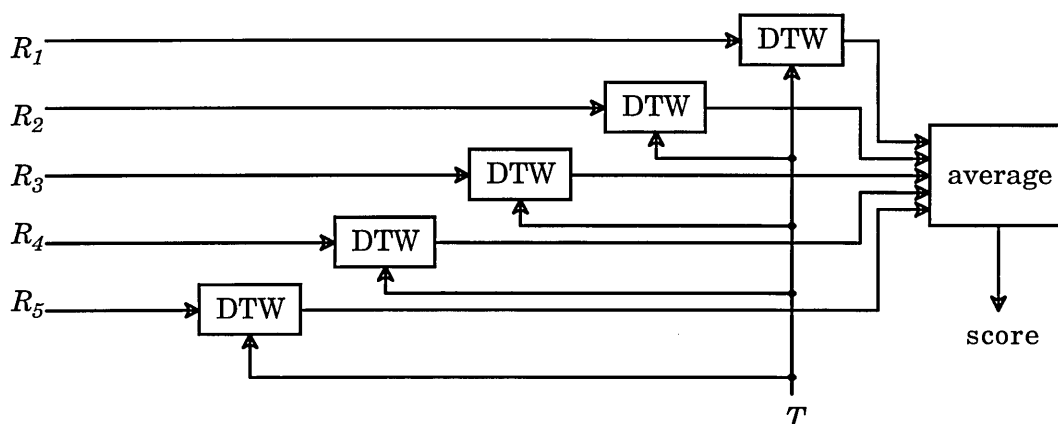 R1
DTW
R2
DTW
R3
DTW
average
R4
DTW
R5
DTW
score
T